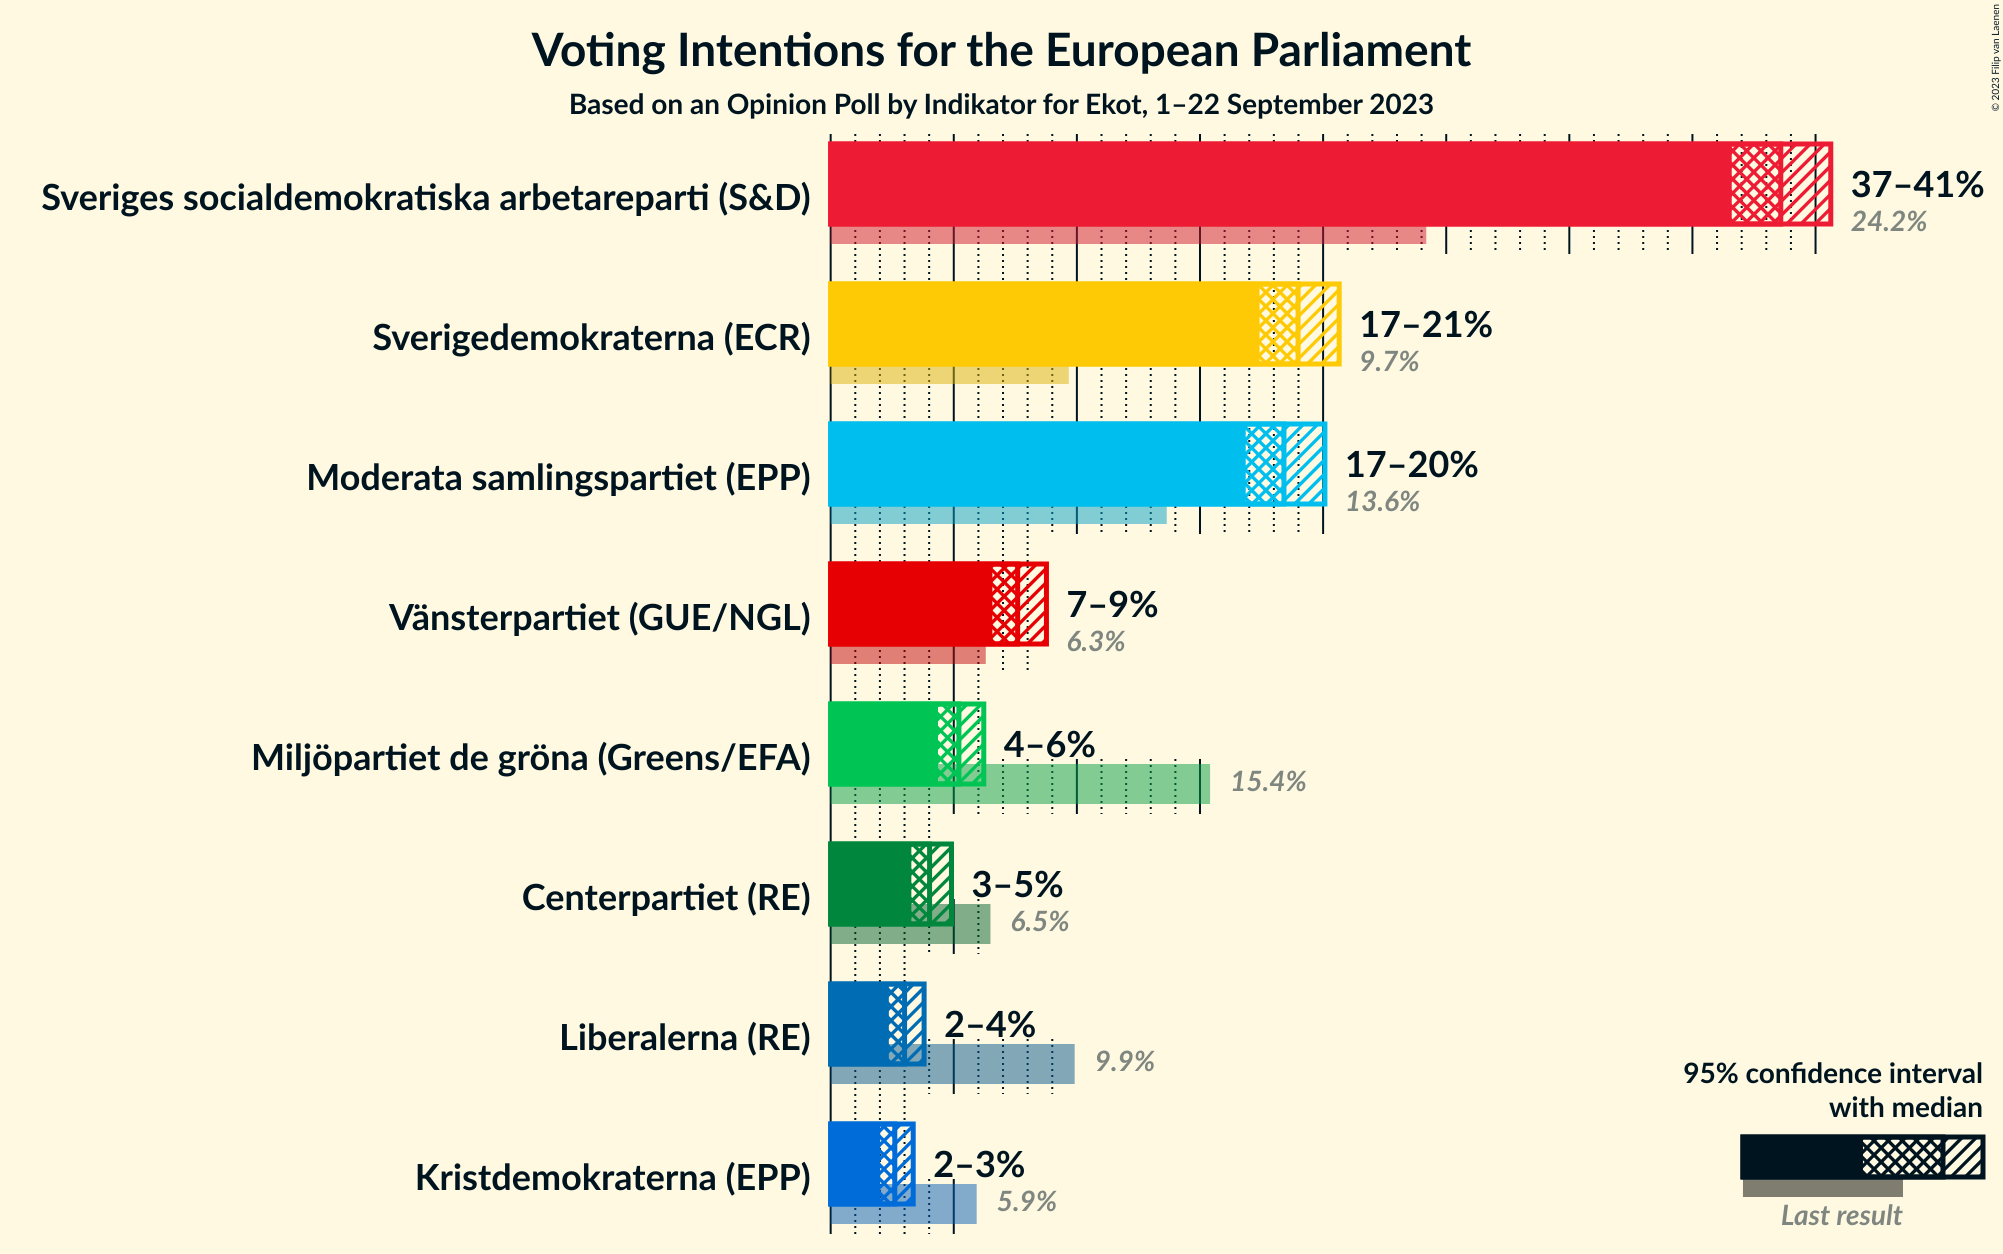 Voting Intentions for the European Parliament
Based on an Opinion Poll by Indikator for Ekot, 1–22 September 2023
© 2023 Filip van Laenen
Sveriges socialdemokratiska arbetareparti (S&D)
37–41%
24.2%
Sverigedemokraterna (ECR)
17–21%
9.7%
Moderata samlingspartiet (EPP)
17–20%
13.6%
Vänsterpartiet (GUE/NGL)
7–9%
6.3%
Miljöpartiet de gröna (Greens/EFA)
4–6%
15.4%
Centerpartiet (RE)
3–5%
6.5%
Liberalerna (RE)
2–4%
9.9%
Kristdemokraterna (EPP)
2–3%
5.9%
95% confidence interval
with median
Last result